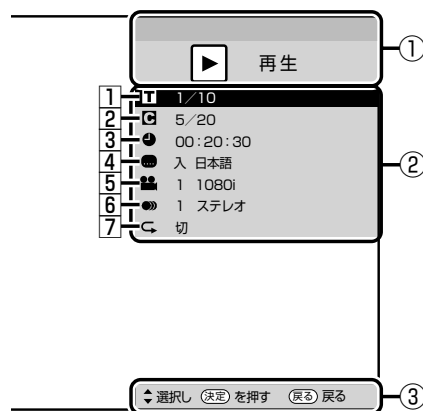 再生
①
1 T 1/10
2 C 5/20
3 00:20:30
4 入 日本語
②
5 1 1080i
6 1 ステレオ
7 切
選択し 決定 を押す 戻る 戻る
③